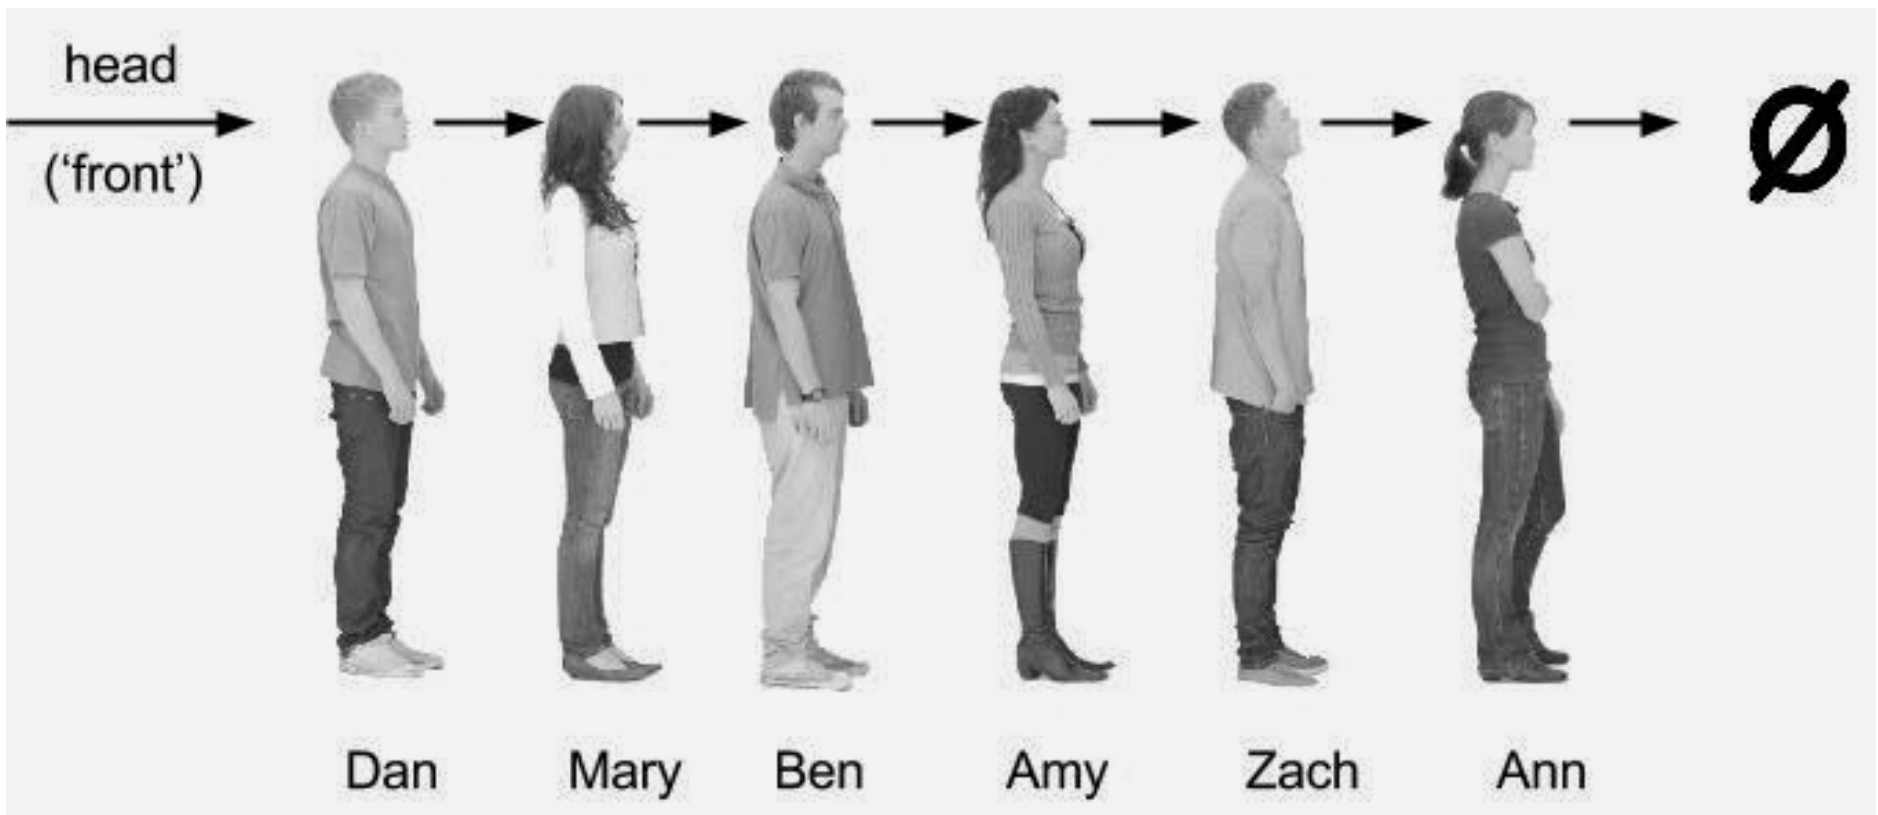 head
(‘front’)
Ø
Dan Mary Ben Amy Zach Ann